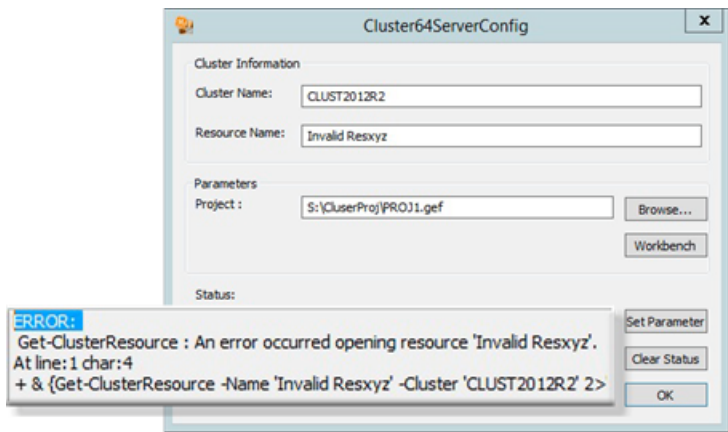 Cluster64ServerConfig
x
Cluster Information
Cluster Name:
CLUST2012R2
Resource Name:
Invalid Resxyz
Parameters
Project :
S:\CluserProj\PROJ1.gef
Browse...
Workbench
Status:
ERROR:
Get-ClusterResource : An error occurred opening resource 'Invalid Resxyz'.
At line:1 char:4
+ & {Get-ClusterResource -Name 'Invalid Resxyz' -Cluster 'CLUST2012R2' 2>
Set Parameter
Clear Status
OK